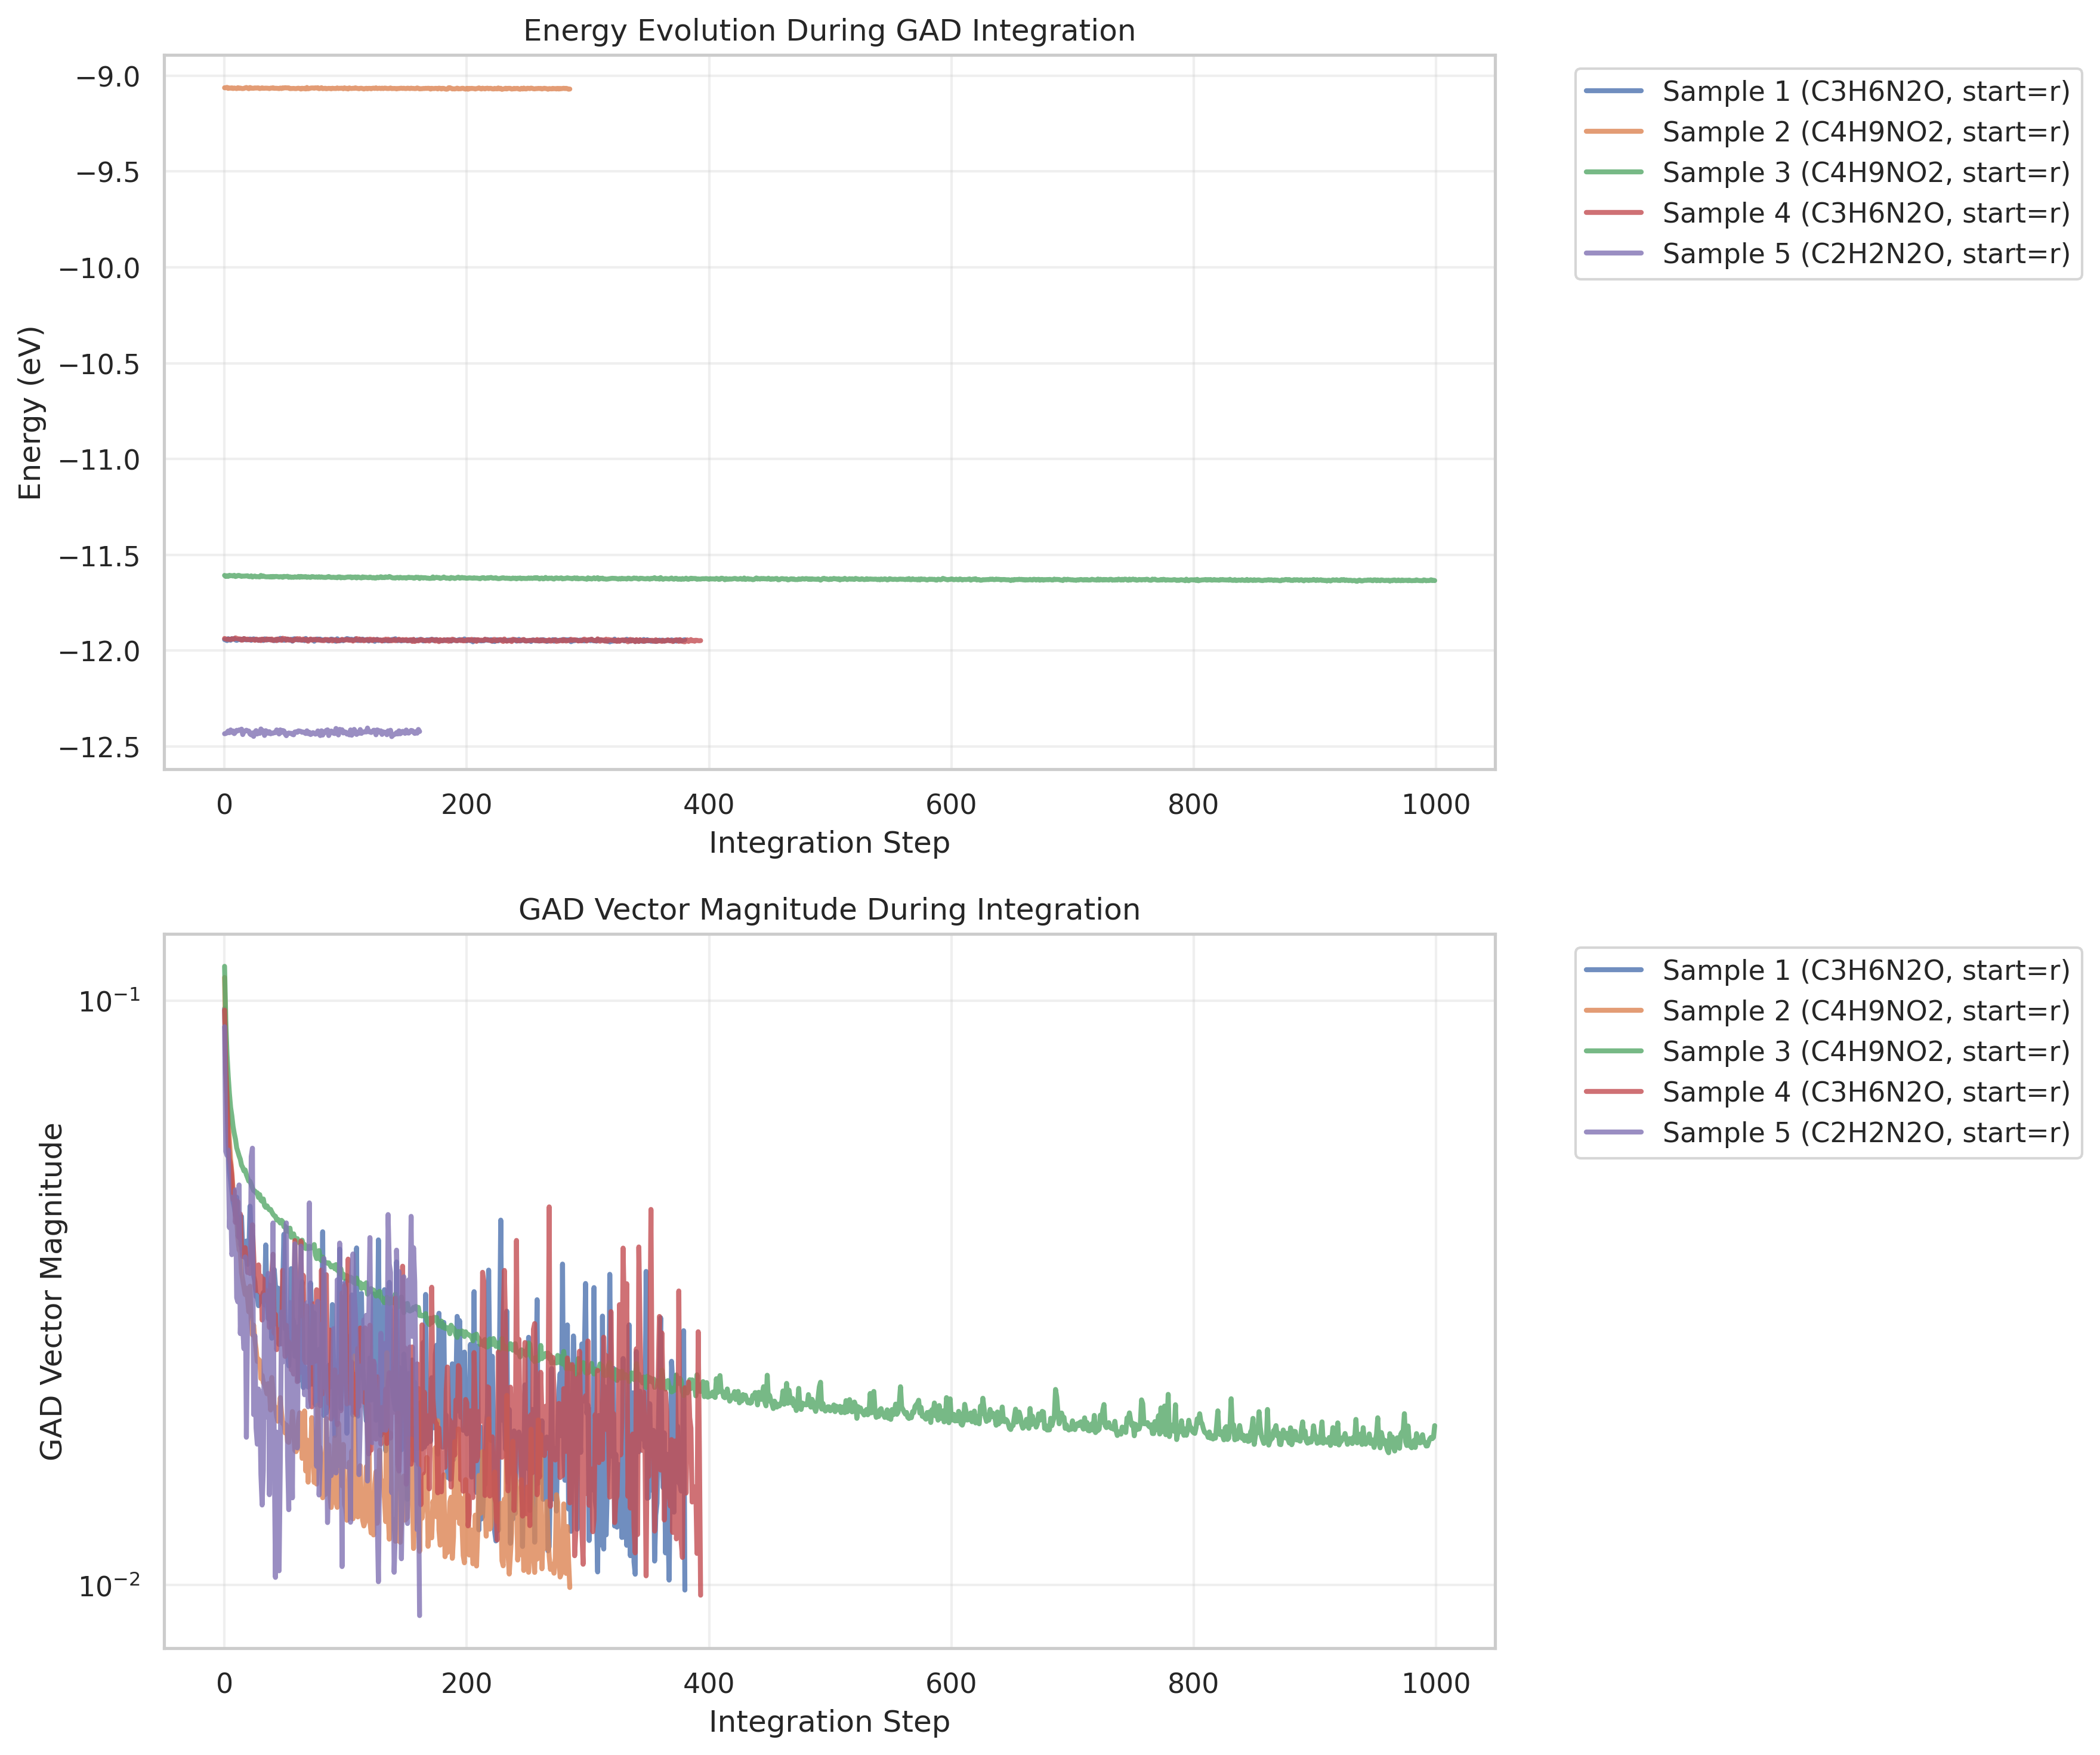 Energy Evolution During GAD Integration
Energy (eV)
−9.0
−9.5
−10.0
−10.5
−11.0
−11.5
−12.0
−12.5
0 200 400 600 800 1000
Integration Step
Sample 1 (C3H6N2O, start=r)
Sample 2 (C4H9NO2, start=r)
Sample 3 (C4H9NO2, start=r)
Sample 4 (C3H6N2O, start=r)
Sample 5 (C2H2N2O, start=r)
GAD Vector Magnitude During Integration
GAD Vector Magnitude
10⁻¹
10⁻²
0 200 400 600 800 1000
Integration Step
Sample 1 (C3H6N2O, start=r)
Sample 2 (C4H9NO2, start=r)
Sample 3 (C4H9NO2, start=r)
Sample 4 (C3H6N2O, start=r)
Sample 5 (C2H2N2O, start=r)